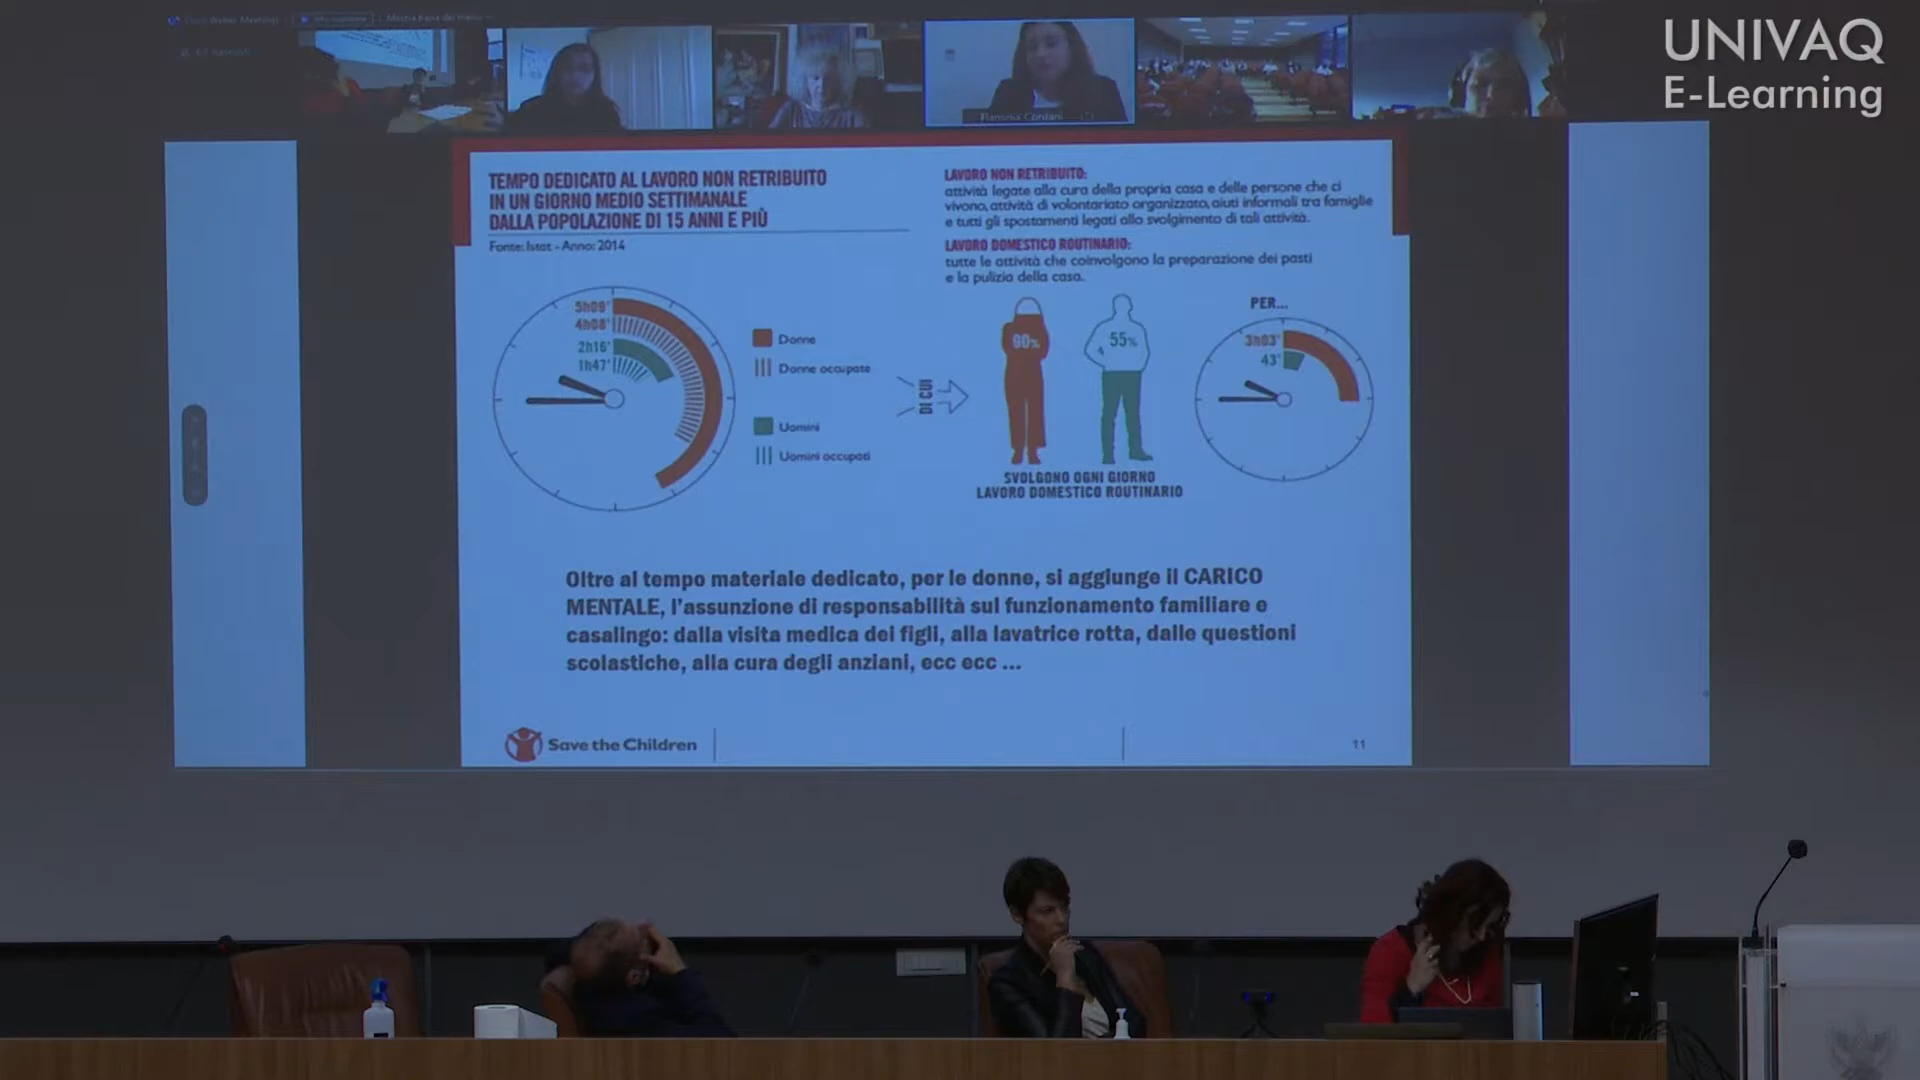 UNIVAQ
E-Learning
TEMPO DEDICATO AL LAVORO NON RETRIBUITO
IN UN GIORNO MEDIO SETTIMANALE
DALLA POPOLAZIONE DI 15 ANNI E PIÙ
Fonte: Istat - Anno: 2014
5h09'
4h08'
2h16'
1h47'
Donne
Donne occupate
Uomini
Uomini occupati
LAVORO NON RETRIBUITO:
attività legate alla cura della propria casa e delle persone che ci
vivono, attività di volontariato organizzato, aiuti informali tra famiglie
e tutti gli spostamenti legati allo svolgimento di tali attività.
LAVORO DOMESTICO ROUTINARIO:
tutte le attività che coinvolgono la preparazione dei pasti
e la pulizia della casa.
DI CUI
90%
55%
SVOLGONO OGNI GIORNO
LAVORO DOMESTICO ROUTINARIO
PER...
3h03'
43'
Oltre al tempo materiale dedicato, per le donne, si aggiunge il CARICO
MENTALE, l'assunzione di responsabilità sul funzionamento familiare e
casalingo: dalla visita medica dei figli, alla lavatrice rotta, dalle questioni
scolastiche, alla cura degli anziani, ecc ecc ...
Save the Children
11